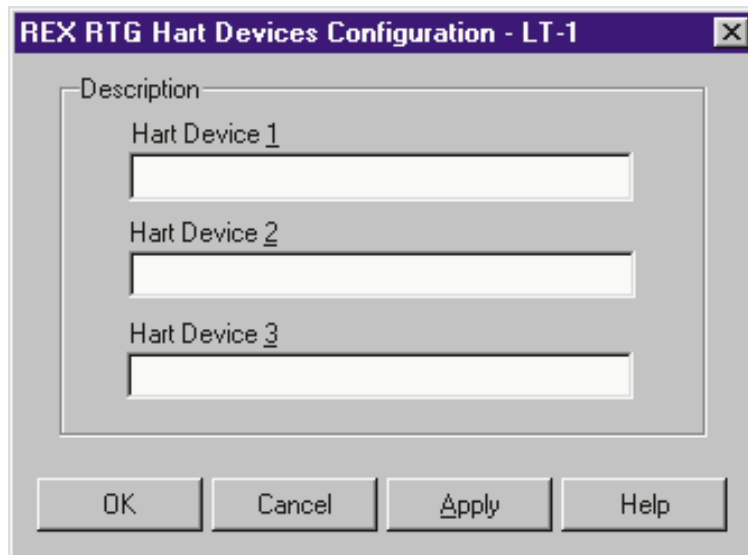 REX RTG Hart Devices Configuration - LT-1
Description
Hart Device 1
Hart Device 2
Hart Device 3
OK Cancel Apply Help